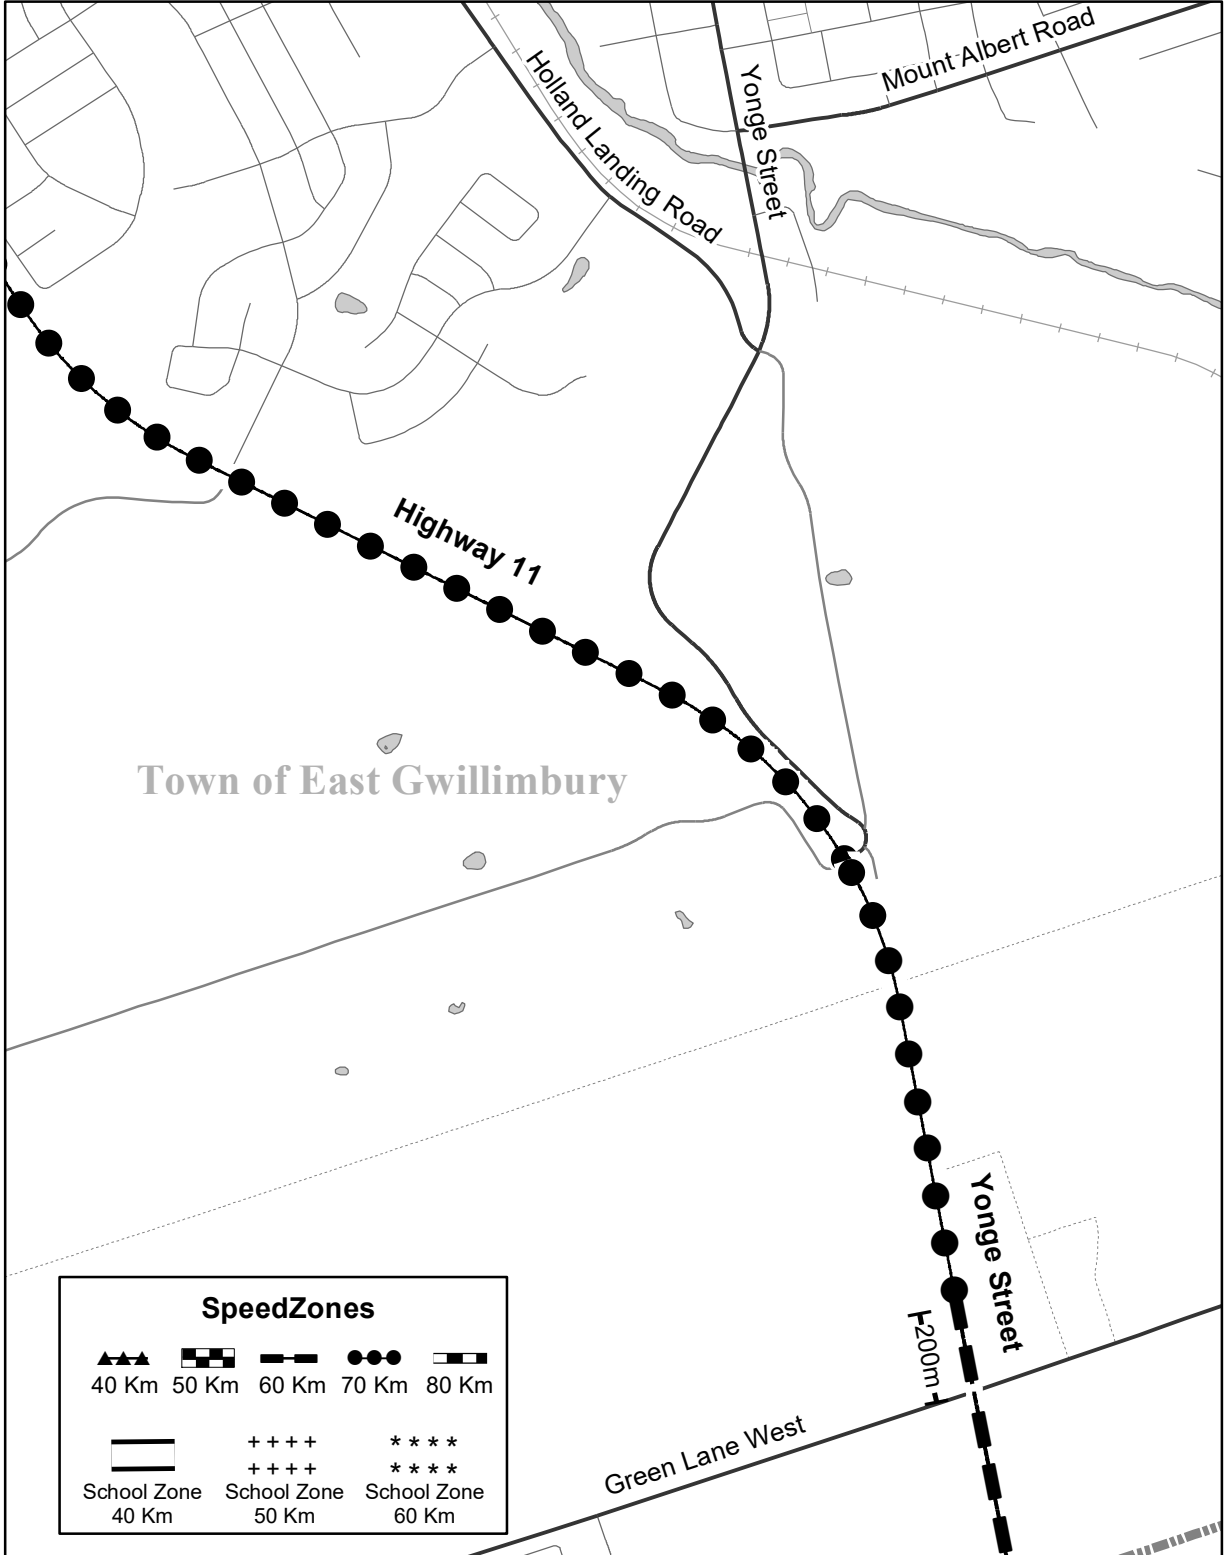 Mount Albert Road
Holland Landing Road
Yonge Street
Highway 11
Town of East Gwillimbury
Yonge Street
200m
Green Lane West
SpeedZones
40 Km 50 Km 60 Km 70 Km 80 Km
School Zone School Zone School Zone
40 Km 50 Km 60 Km